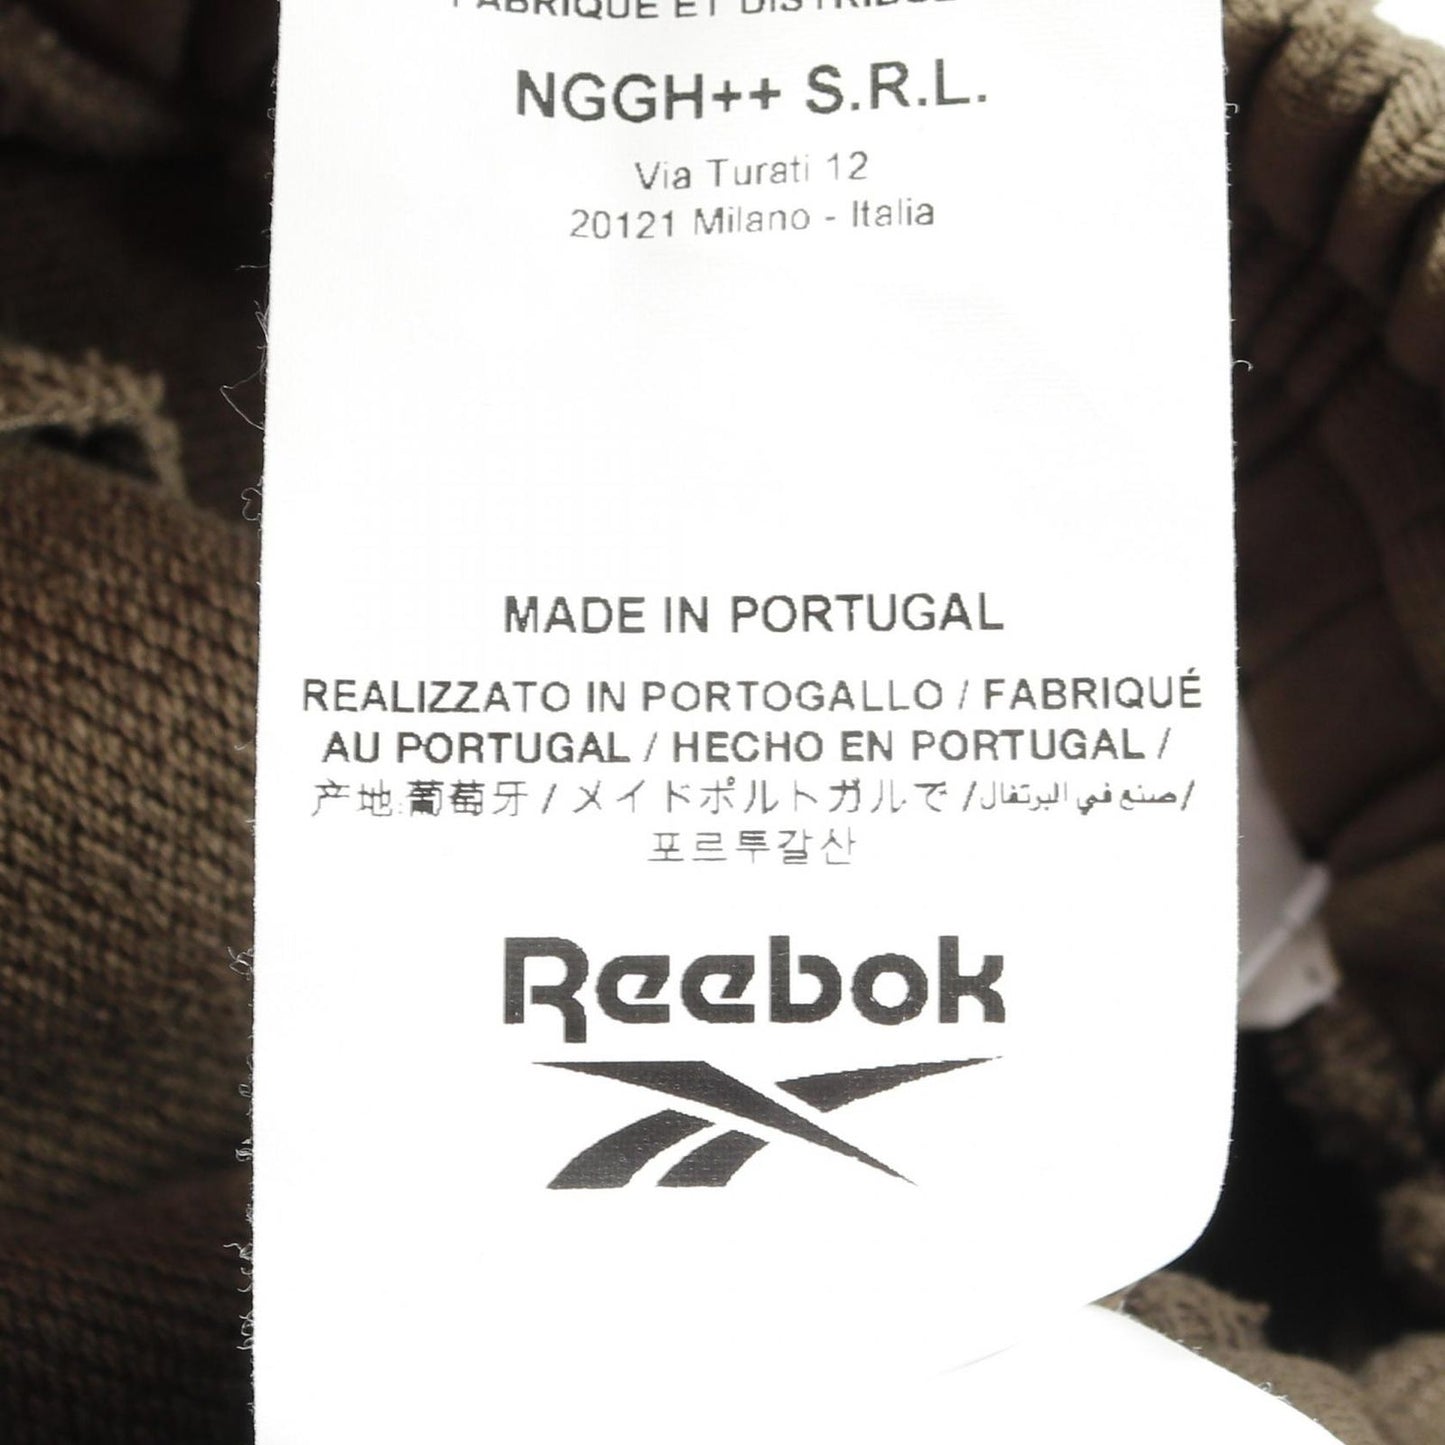 FABRIQUE ET
NGGH++ S.R.L.
Via Turati 12
20121 Milano - Italia
MADE IN PORTUGAL
REALIZZATO IN PORTOGALLO / FABRIQUÉ
AU PORTUGAL / HECHO EN PORTUGAL /
产地:葡萄牙 / メイドポルトガルで /صنع في البرتغال/
포르투갈산
Reebok